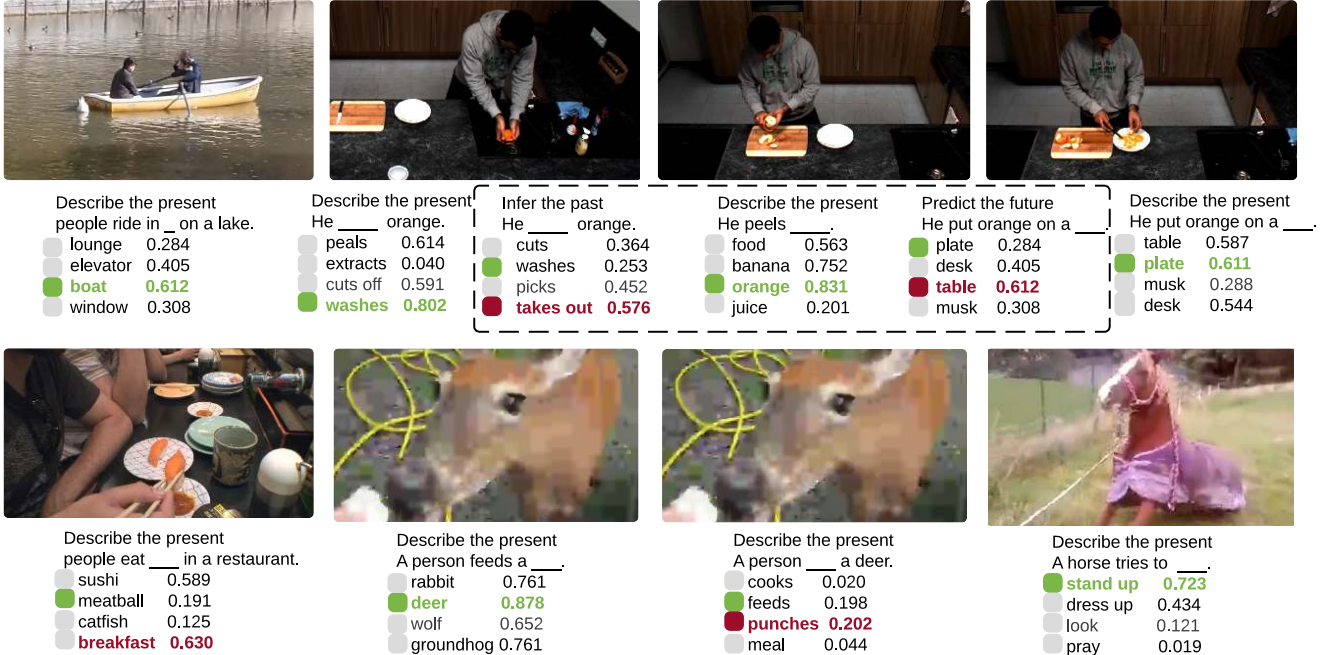 Describe the present
people ride in _ on a lake.
lounge 0.284
elevator 0.405
boat 0.612
window 0.308
Describe the present
He ____ orange.
peals 0.614
extracts 0.040
cuts off 0.591
washes 0.802
Infer the past
He ____ orange.
cuts 0.364
washes 0.253
picks 0.452
takes out 0.576
Describe the present
He peels ____.
food 0.563
banana 0.752
orange 0.831
juice 0.201
Predict the future
He put orange on a ___.
plate 0.284
desk 0.405
table 0.612
musk 0.308
Describe the present
He put orange on a ___.
table 0.587
plate 0.611
musk 0.288
desk 0.544
Describe the present
people eat ___ in a restaurant.
sushi 0.589
meatball 0.191
catfish 0.125
breakfast 0.630
Describe the present
A person feeds a ___.
rabbit 0.761
deer 0.878
wolf 0.652
groundhog 0.761
Describe the present
A person ___ a deer.
cooks 0.020
feeds 0.198
punches 0.202
meal 0.044
Describe the present
A horse tries to ___.
stand up 0.723
dress up 0.434
look 0.121
pray 0.019